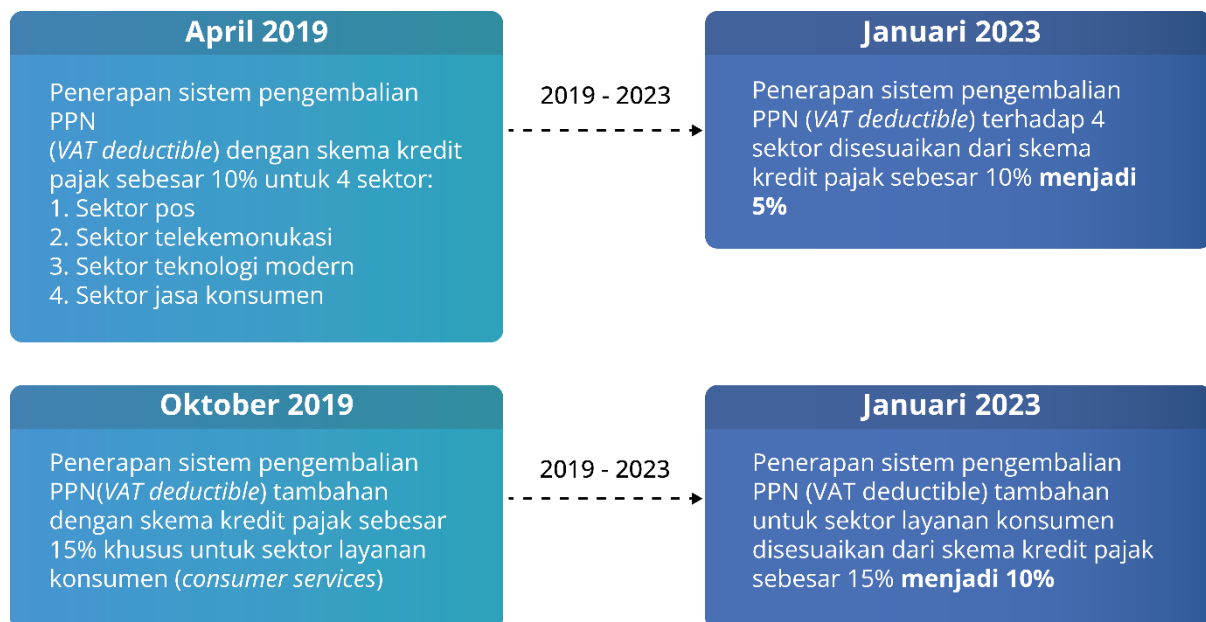 April 2019
Penerapan sistem pengembalian
PPN
(VAT deductible) dengan skema kredit
pajak sebesar 10% untuk 4 sektor:
1. Sektor pos
2. Sektor telekemonukasi
3. Sektor teknologi modern
4. Sektor jasa konsumen
2019 - 2023
Januari 2023
Penerapan sistem pengembalian
PPN (VAT deductible) terhadap 4
sektor disesuaikan dari skema
kredit pajak sebesar 10% menjadi
5%
Oktober 2019
Penerapan sistem pengembalian
PPN(VAT deductible) tambahan
dengan skema kredit pajak sebesar
15% khusus untuk sektor layanan
konsumen (consumer services)
2019 - 2023
Januari 2023
Penerapan sistem pengembalian
PPN (VAT deductible) tambahan
untuk sektor layanan konsumen
disesuaikan dari skema kredit pajak
sebesar 15% menjadi 10%